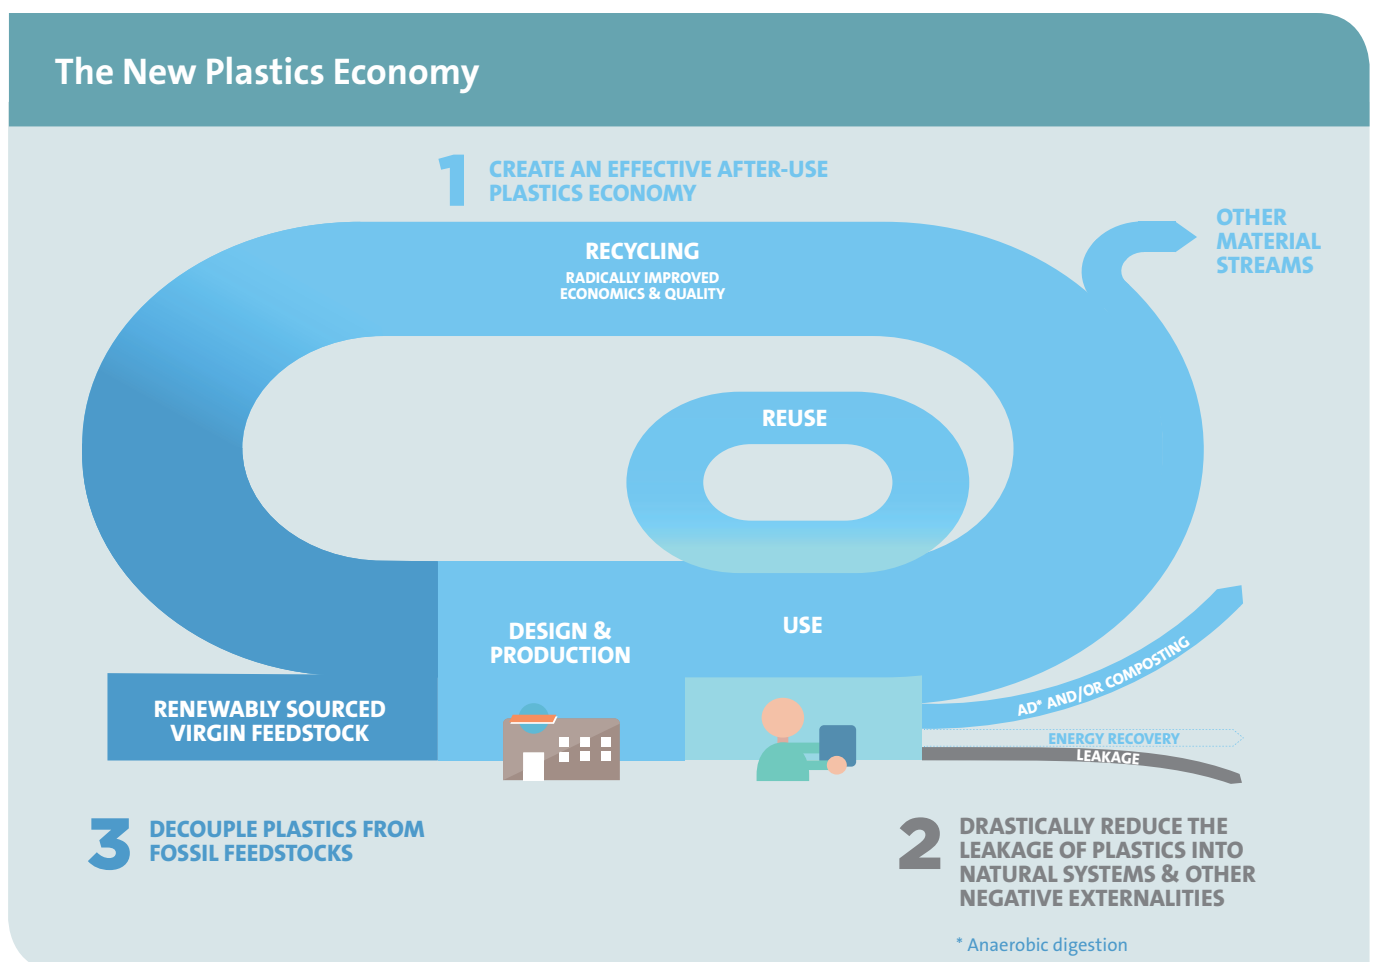 The New Plastics Economy
1
CREATE AN EFFECTIVE AFTER-USE
PLASTICS ECONOMY
OTHER
MATERIAL
STREAMS
RECYCLING
RADICALLY IMPROVED
ECONOMICS & QUALITY
REUSE
USE
DESIGN &
PRODUCTION
RENEWABLY SOURCED
VIRGIN FEEDSTOCK
AD* AND/OR COMPOSTING
ENERGY RECOVERY
LEAKAGE
3
DECOUPLE PLASTICS FROM
FOSSIL FEEDSTOCKS
2
DRASTICALLY REDUCE THE
LEAKAGE OF PLASTICS INTO
NATURAL SYSTEMS & OTHER
NEGATIVE EXTERNALITIES
* Anaerobic digestion